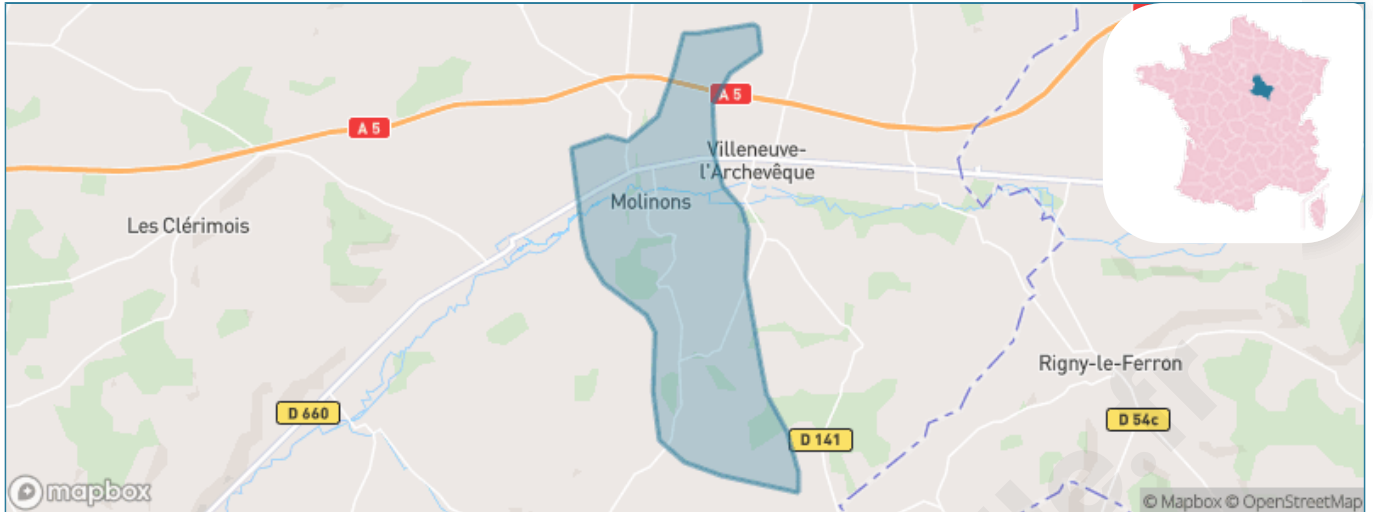 A 5
A 5
Villeneuve-
l'Archevêque
Molinons
Les Clérimois
Rigny-le-Ferron
D 660
D 54c
D 141
mapbox
© Mapbox © OpenStreetMap